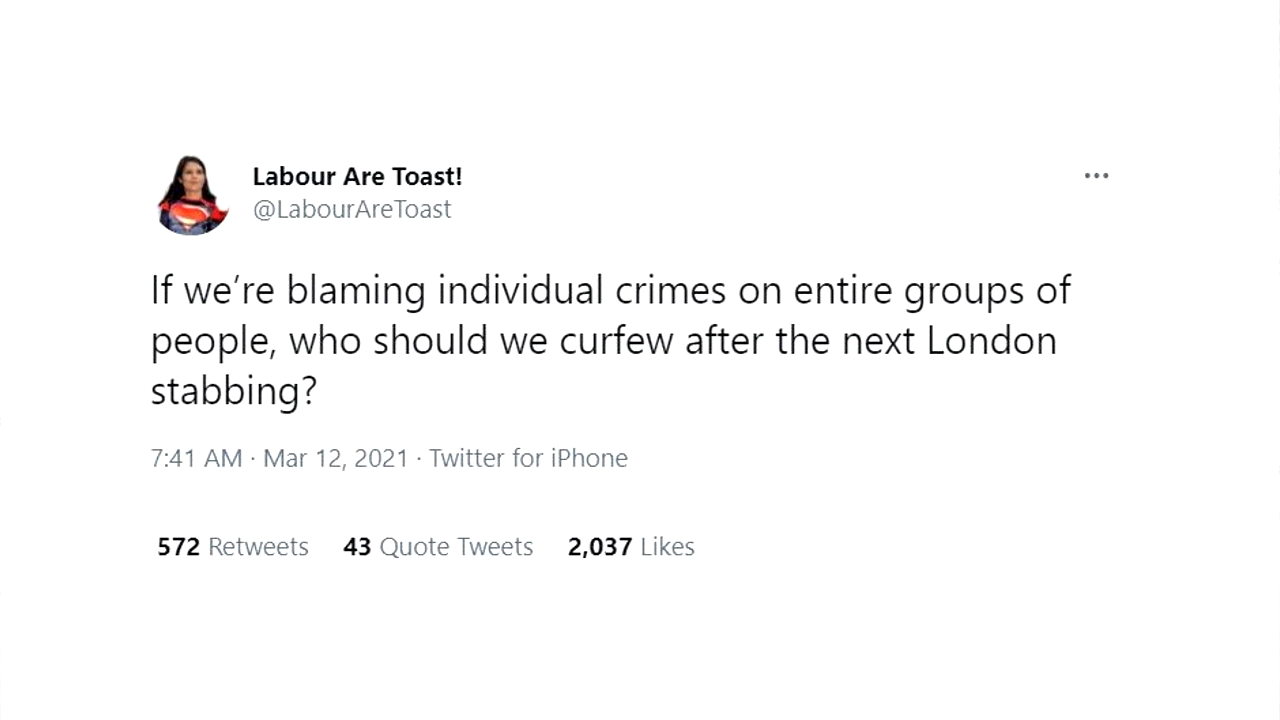 Labour Are Toast!
@LabourAreToast
If we’re blaming individual crimes on entire groups of
people, who should we curfew after the next London
stabbing?
7:41 AM · Mar 12, 2021 · Twitter for iPhone
572 Retweets 43 Quote Tweets 2,037 Likes